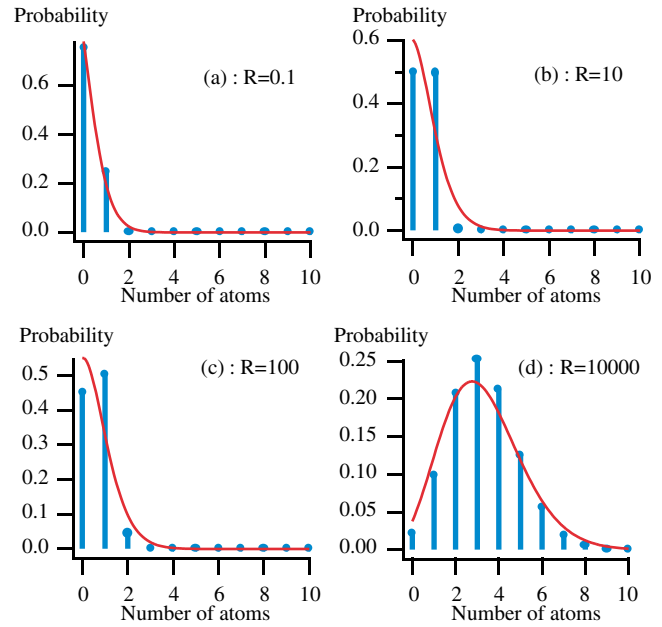 Probability
(a) : R=0.1
0.6
0.4
0.2
0.0
0 2 4 6 8 10
Number of atoms
Probability
(b) : R=10
0.6
0.4
0.2
0.0
0 2 4 6 8 10
Number of atoms
Probability
(c) : R=100
0.5
0.4
0.3
0.2
0.1
0.0
0 2 4 6 8 10
Number of atoms
Probability
(d) : R=10000
0.25
0.20
0.15
0.10
0.05
0.00
0 2 4 6 8 10
Number of atoms